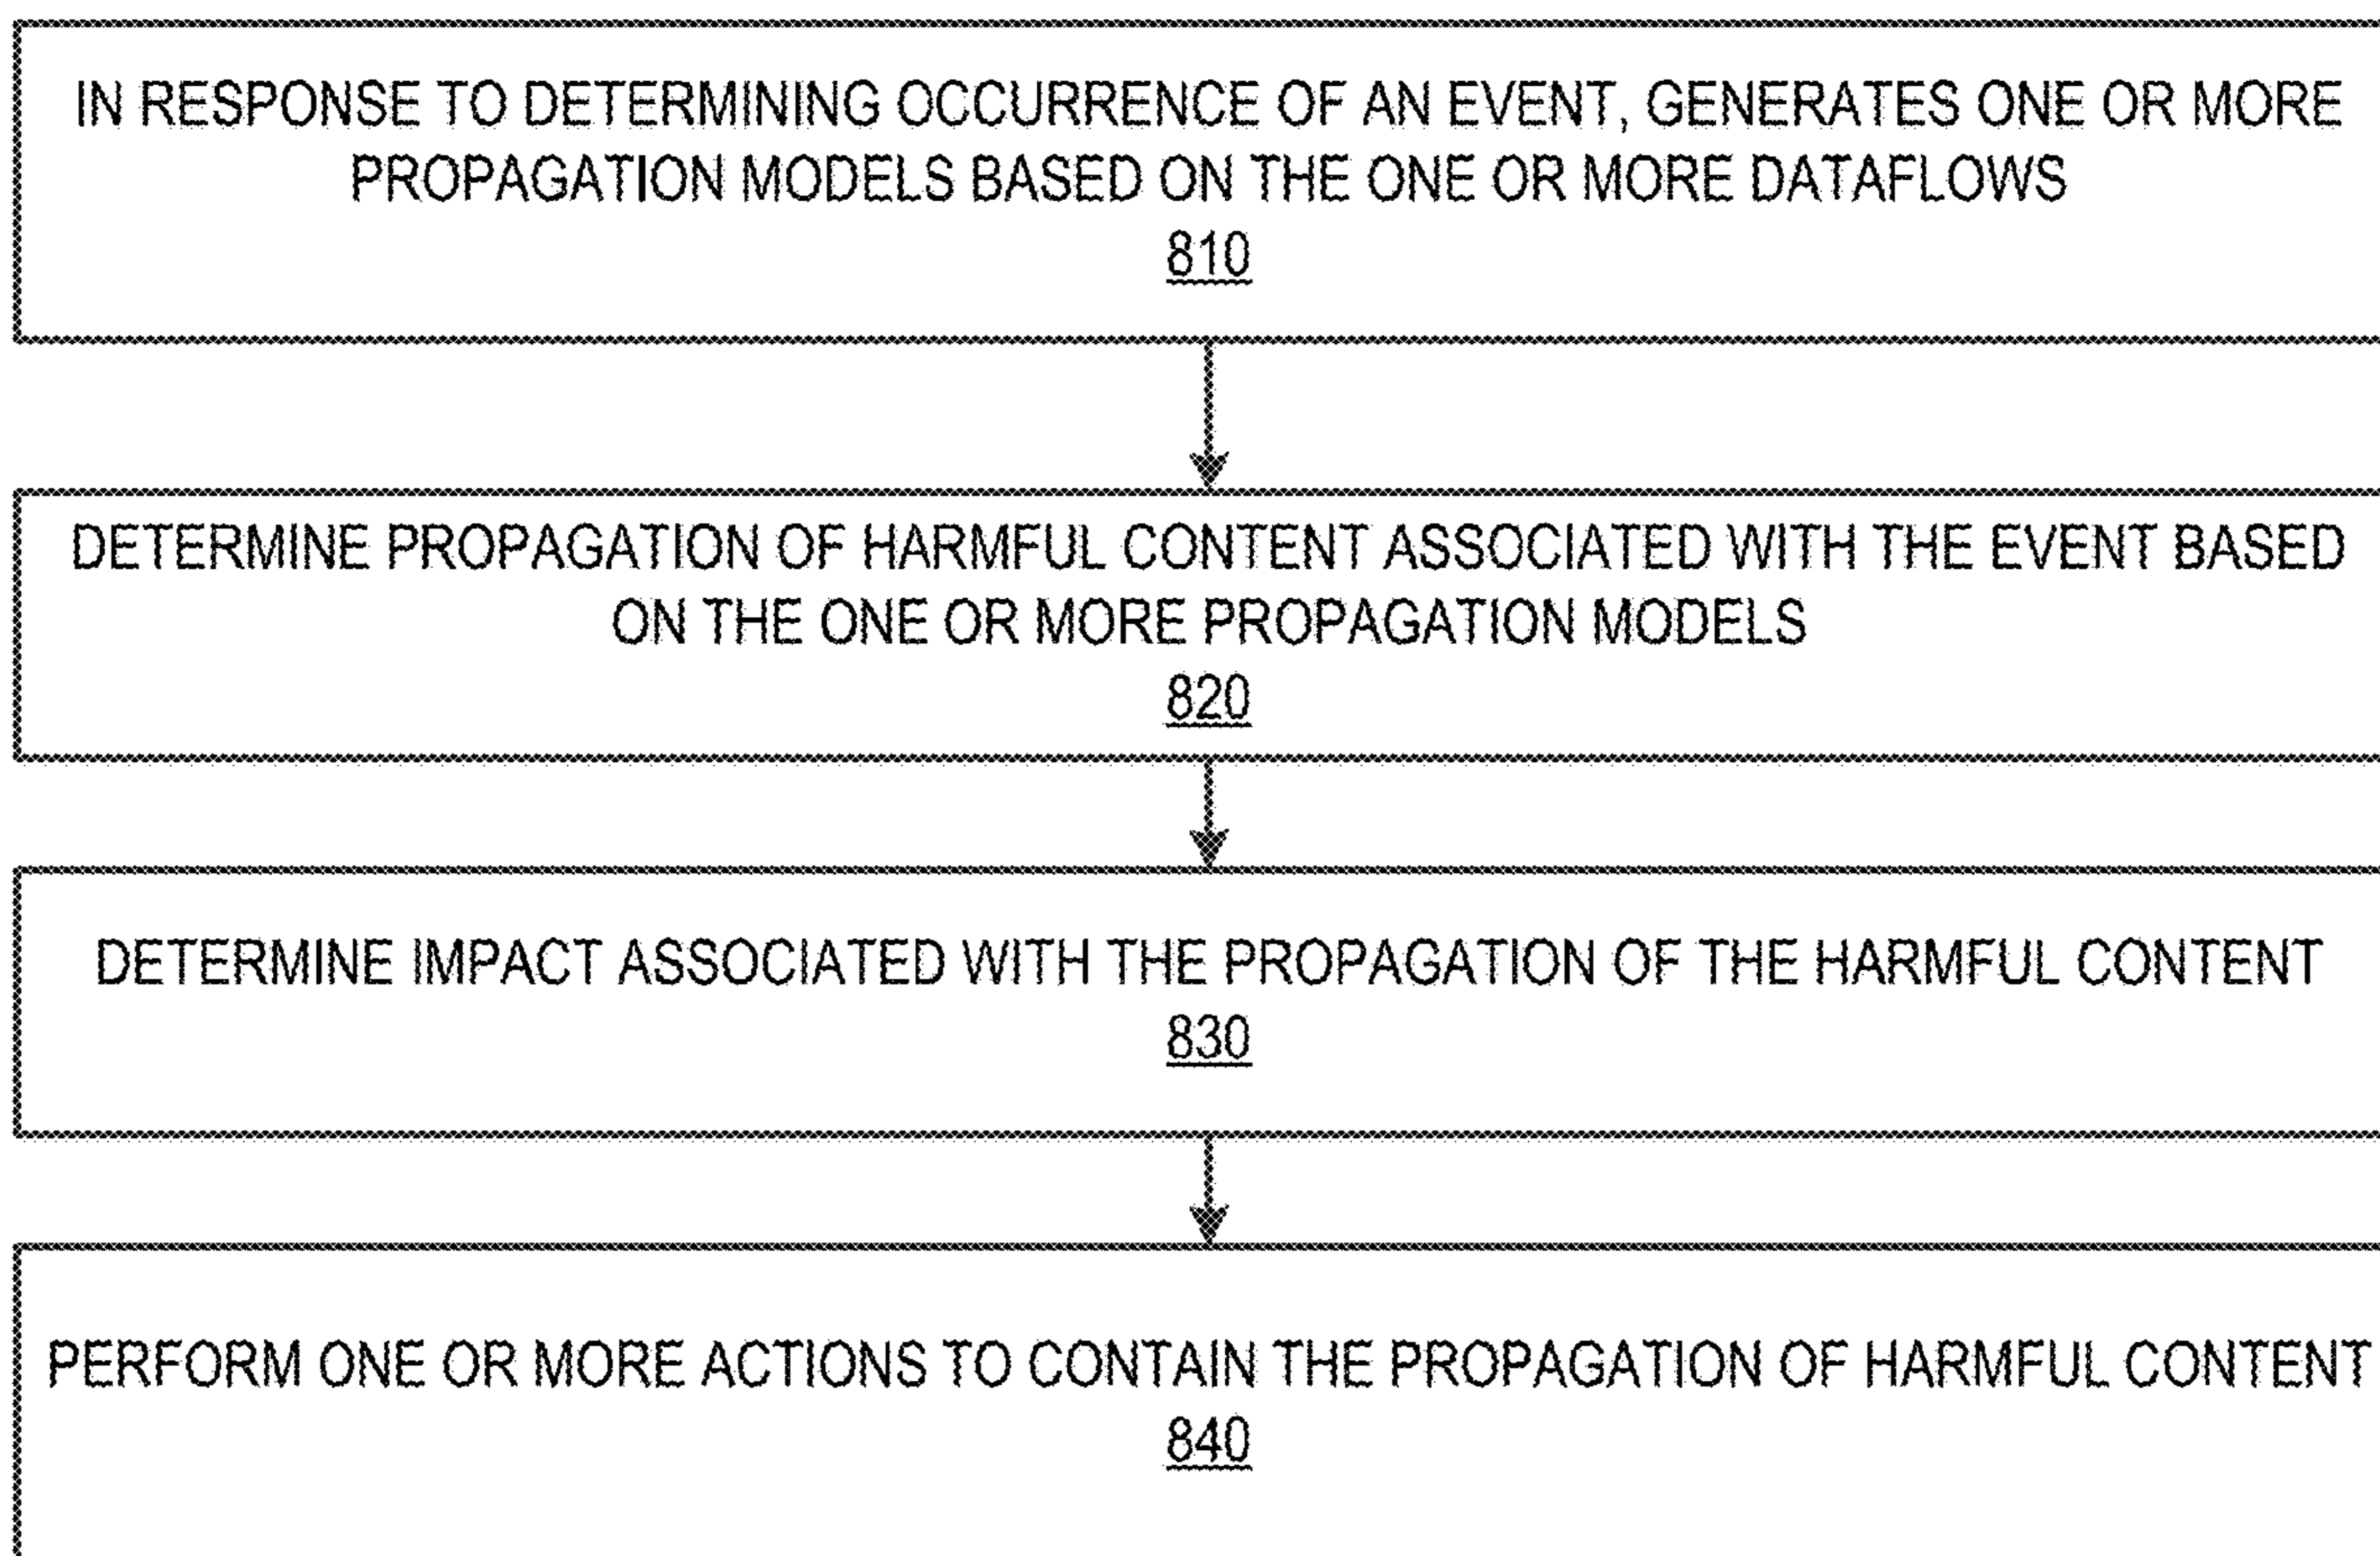 IN RESPONSE TO DETERMINING OCCURRENCE OF AN EVENT, GENERATES ONE OR MORE
PROPAGATION MODELS BASED ON THE ONE OR MORE DATAFLOWS
810
DETERMINE PROPAGATION OF HARMFUL CONTENT ASSOCIATED WITH THE EVENT BASED
ON THE ONE OR MORE PROPAGATION MODELS
820
DETERMINE IMPACT ASSOCIATED WITH THE PROPAGATION OF THE HARMFUL CONTENT
830
PERFORM ONE OR MORE ACTIONS TO CONTAIN THE PROPAGATION OF HARMFUL CONTENT
840